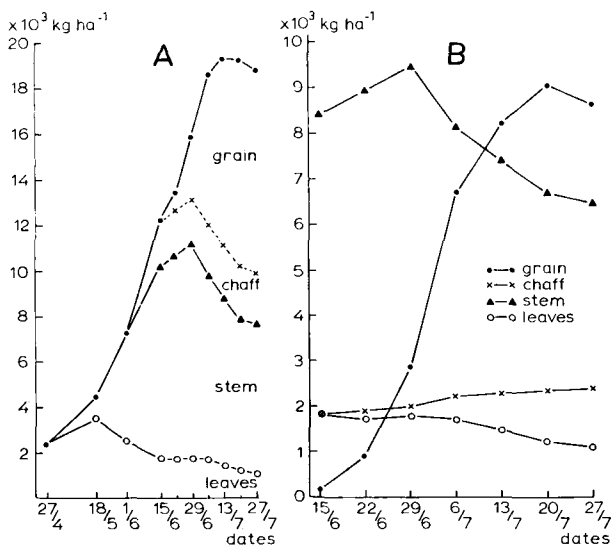 ×10³ kg ha⁻¹
A
20
18
16
14
12
10
8
6
4
2
grain
chaff
stem
leaves
27/4
18/5
1/6
15/6
29/6
13/7
27/7
dates
×10³ kg ha⁻¹
B
10
9
8
7
6
5
4
3
2
1
0
grain
chaff
stem
leaves
15/6
22/6
29/6
6/7
13/7
20/7
27/7
dates